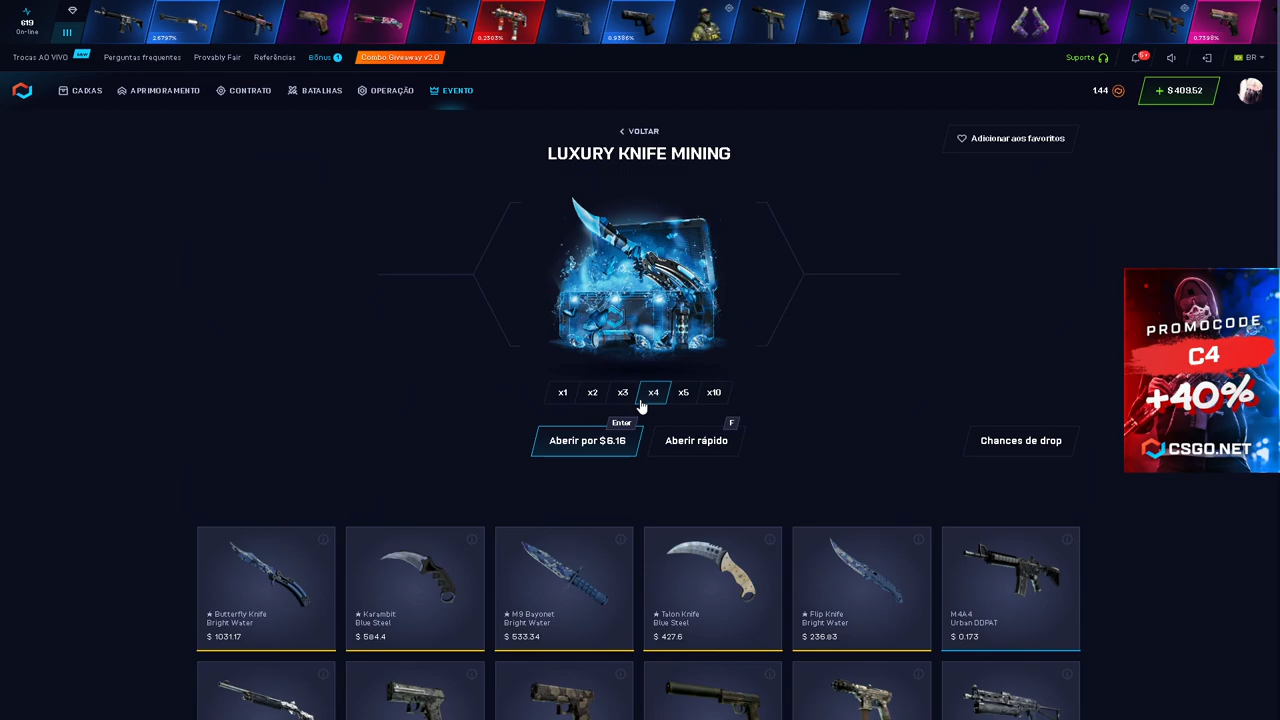 619
On-line
2.6797%
0.2303%
0.9386%
0.7398%
Trocas AO VIVO
Perguntas frequentes
Provably Fair
Referências
Bônus
Combo Giveaway v2.0
Suporte
5+
BR
CAIXAS
APRIMORAMENTO
CONTRATO
BATALHAS
OPERAÇÃO
EVENTO
1.44
+ $ 409.52
VOLTAR
LUXURY KNIFE MINING
Adicionar aos favoritos
x1
x2
x3
x4
x5
x10
Enter
F
Aberir por $6.16
Aberir rápido
Chances de drop
PROMOCODE
C4
+40%
CSGO.NET
★ Butterfly Knife
Bright Water
$ 1031.17
★ Karambit
Blue Steel
$ 584.4
★ M9 Bayonet
Bright Water
$ 533.34
★ Talon Knife
Blue Steel
$ 427.6
★ Flip Knife
Bright Water
$ 236.83
M4A4
Urban DDPAT
$ 0.173